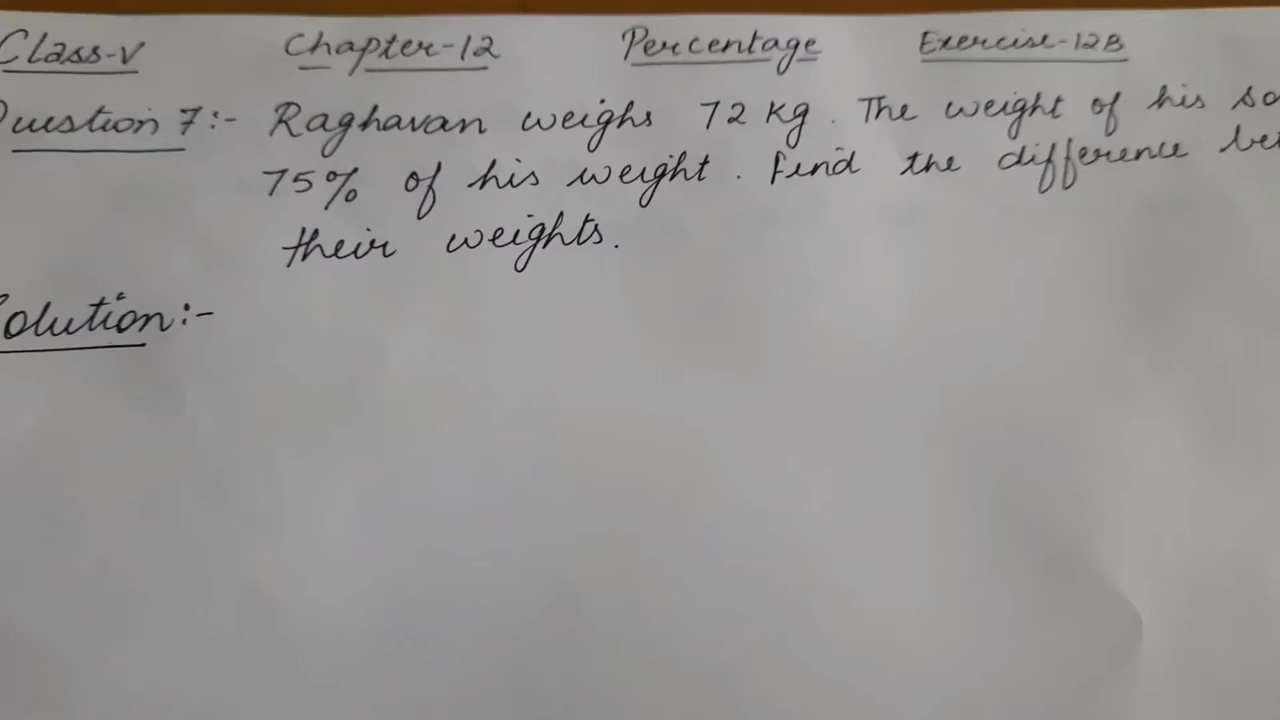 Class-V Chapter-12 Percentage Exercise-12B
Question 7:- Raghavan weighs 72 kg. The weight of his
75% of his weight. Find the difference
their weights.
Solution:-